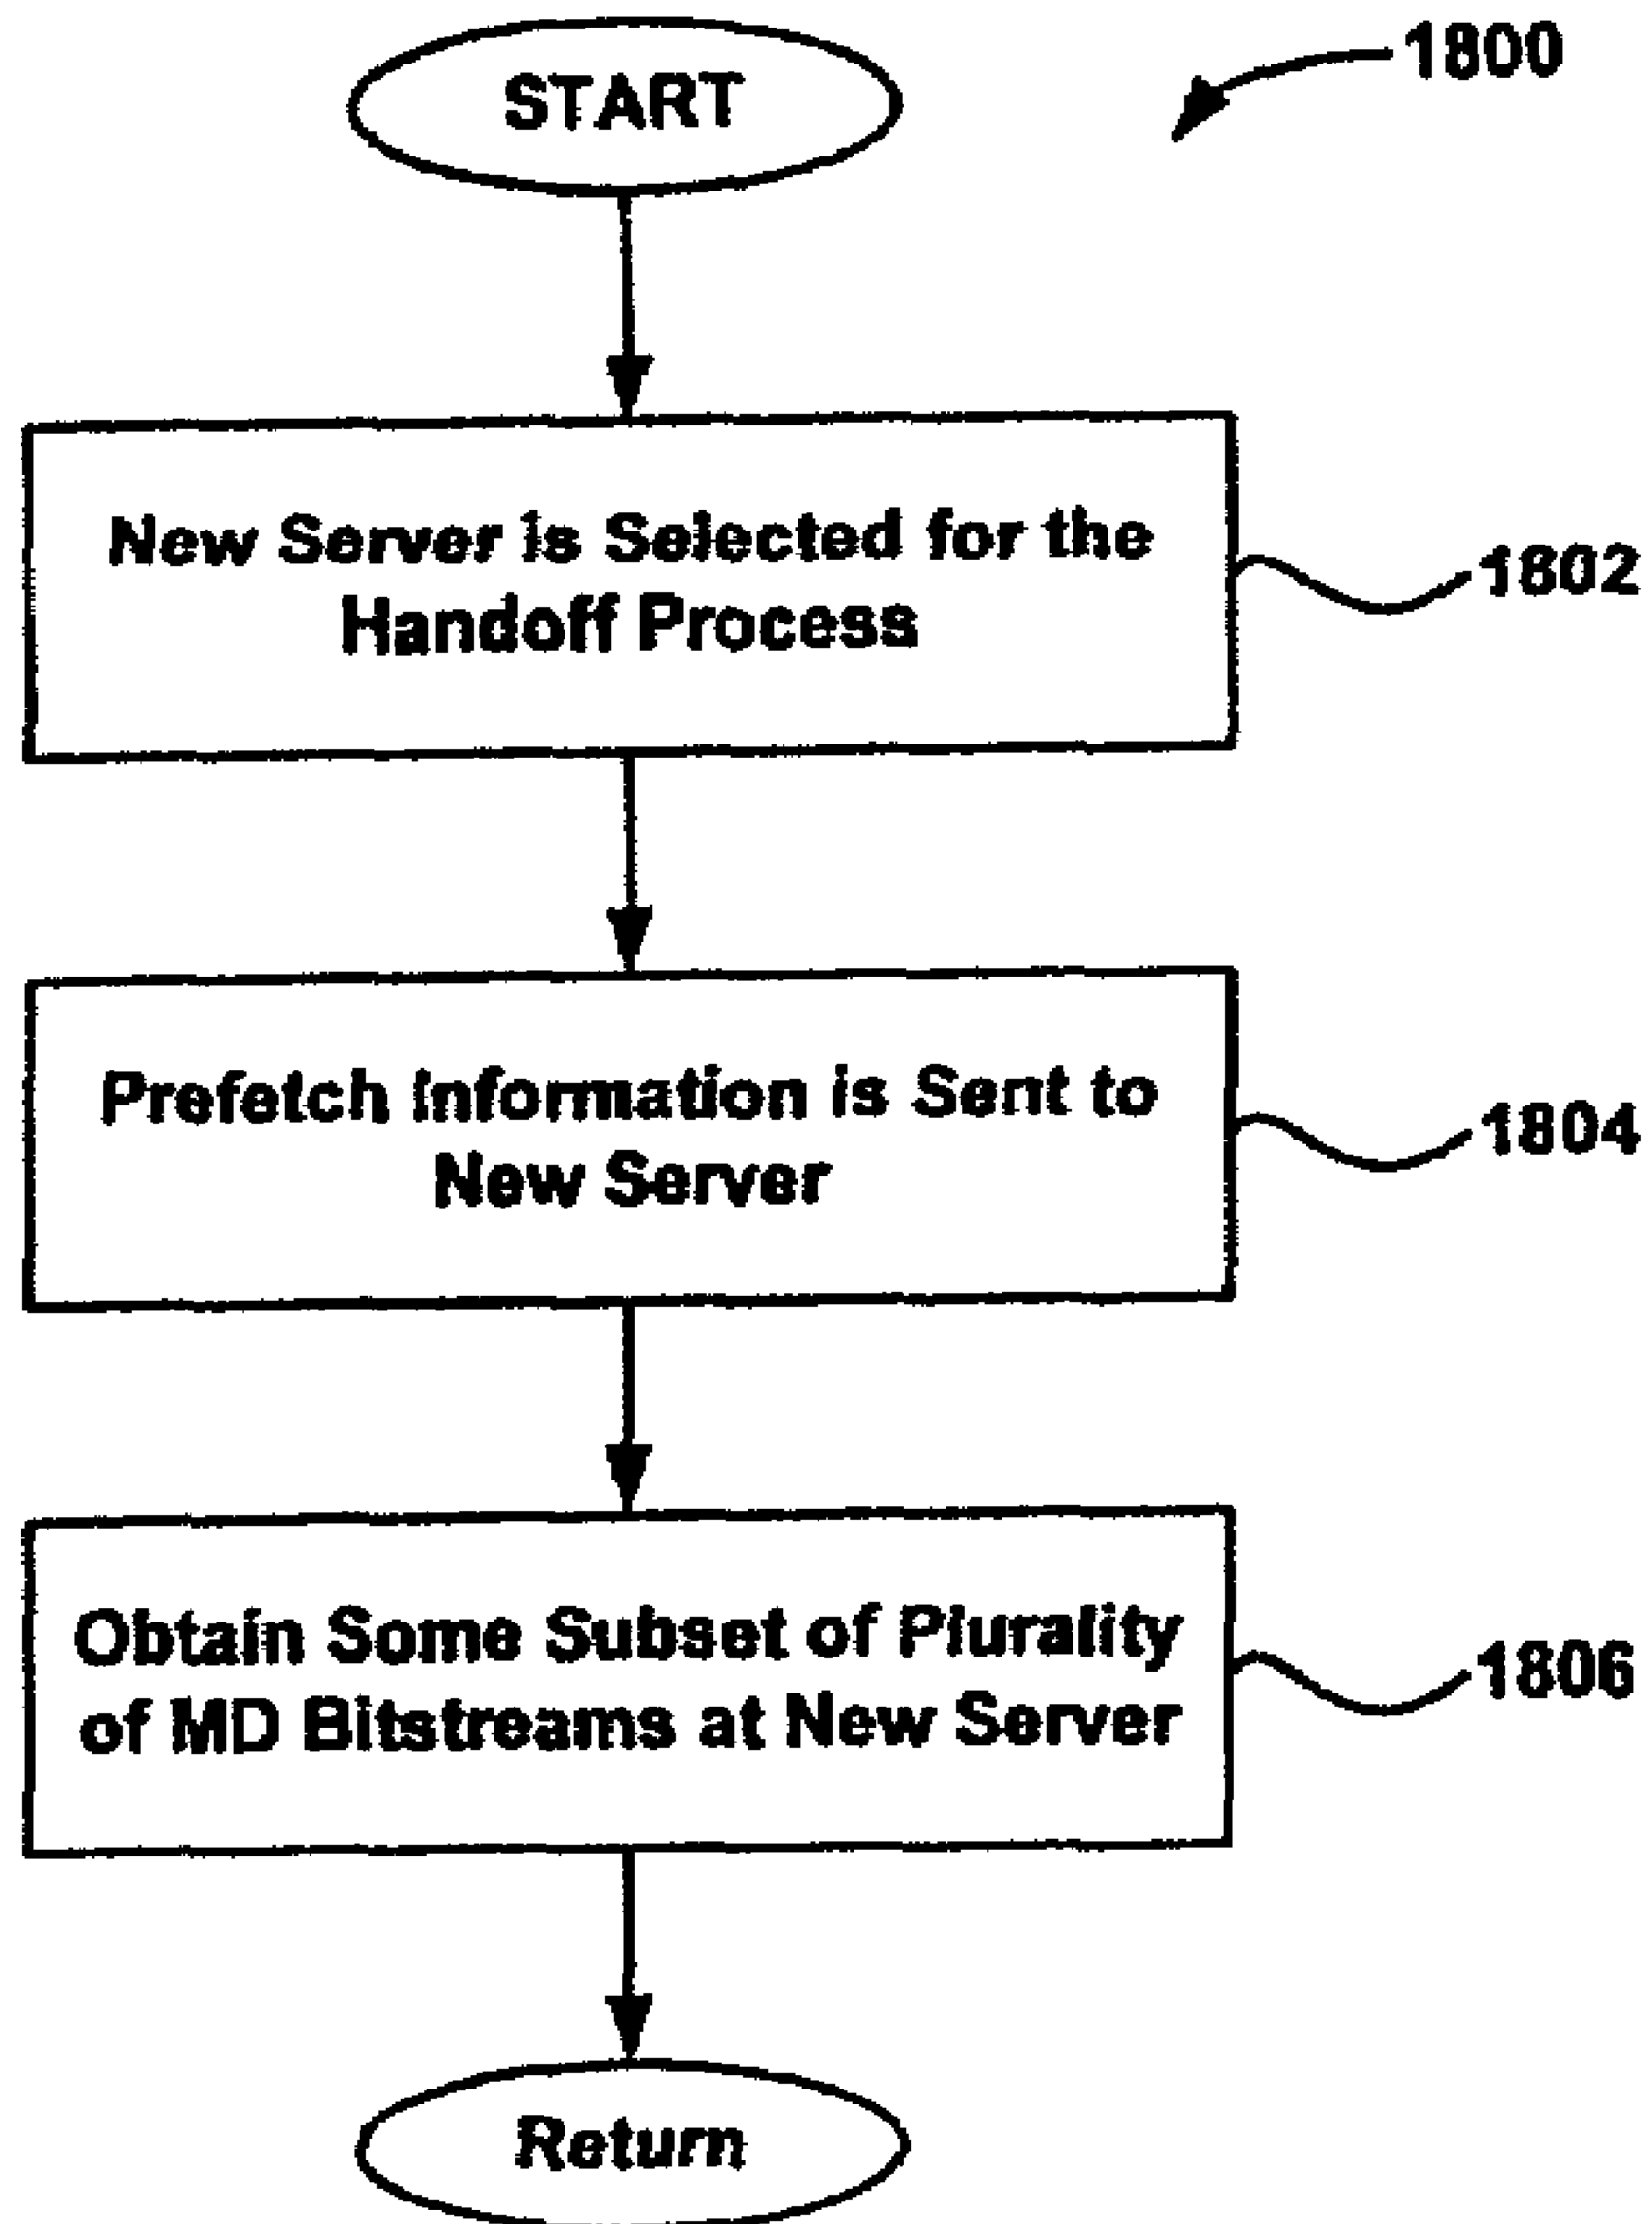 START
1800
New Server is Selected for the
Handoff Process
1802
Prefetch Information is Sent to
New Server
1804
Obtain Some Subset of Plurality
of MD Bitstreams at New Server
1806
Return